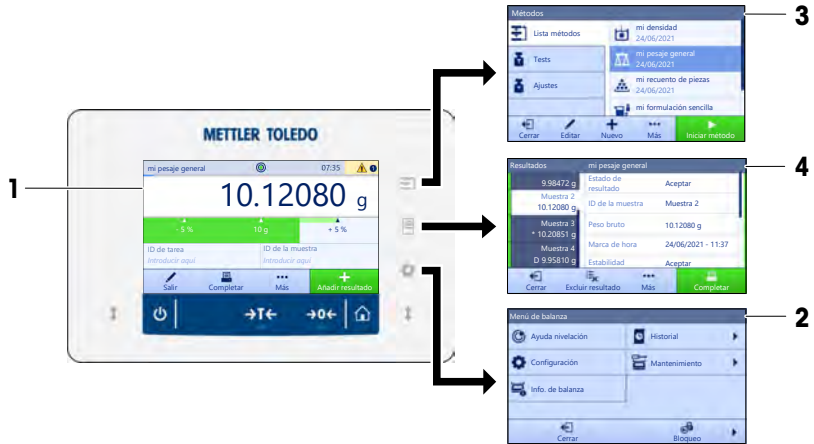 METTLER TOLEDO
1
mi pesaje general
07:35
10.12080 g
- 5 %
10 g
+ 5 %
ID de tarea
Introducir aquí
ID de la muestra
Introducir aquí
Salir
Completar
Más
Añadir resultado
→T←
→0←
3
Métodos
Lista métodos
Tests
Ajustes
mi densidad
24/06/2021
mi pesaje general
24/06/2021
mi recuento de piezas
24/06/2021
mi formulación sencilla
Cerrar
Editar
Nuevo
Más
Iniciar método
4
Resultados
mi pesaje general
9.98472 g
Muestra 2
10.12080 g
Muestra 3
* 10.20851 g
Muestra 4
D 9.95810 g
Estado de
resultado
Aceptar
ID de la muestra
Muestra 2
Peso bruto
10.12080 g
Marca de hora
24/06/2021 - 11:37
Estabilidad
Aceptar
Cerrar
Excluir resultado
Más
Completar
2
Menú de balanza
Ayuda nivelación
Historial
Configuración
Mantenimiento
Info. de balanza
Cerrar
Bloqueo